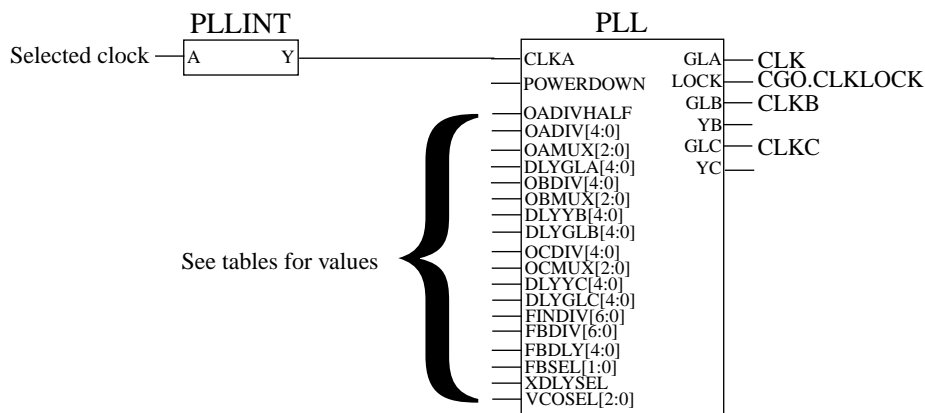 PLLINT
PLL
Selected clock
A
Y
CLKA
GLA
CLK
POWERDOWN
LOCK
CGO.CLKLOCK
OADIVHALF
GLB
CLKB
OADIV[4:0]
YB
OAMUX[2:0]
GLC
CLKC
DLYGLA[4:0]
YC
OBDIV[4:0]
OBMUX[2:0]
DLYYB[4:0]
DLYGLB[4:0]
OCDIV[4:0]
See tables for values
OCMUX[2:0]
DLYYC[4:0]
DLYGLC[4:0]
FINDIV[6:0]
FBDIV[6:0]
FBDLY[4:0]
FBSEL[1:0]
XDLYSEL
VCOSEL[2:0]